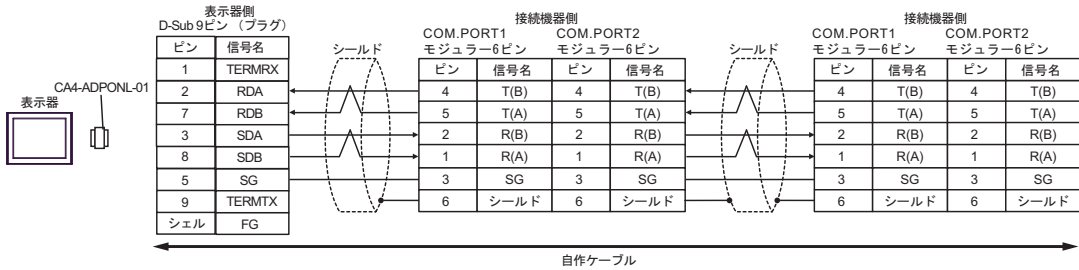 表示器側
D-Sub 9ピン （プラグ）
ピン 信号名
1 TERMRX
2 RDA
7 RDB
3 SDA
8 SDB
5 SG
9 TERMTX
シェル FG
表示器
CA4-ADPONL-01
シールド
接続機器側
COM.PORT1 COM.PORT2
モジュラー6ピン モジュラー6ピン
ピン 信号名 ピン 信号名
4 T(B) 4 T(B)
5 T(A) 5 T(A)
2 R(B) 2 R(B)
1 R(A) 1 R(A)
3 SG 3 SG
6 シールド 6 シールド
シールド
接続機器側
COM.PORT1 COM.PORT2
モジュラー6ピン モジュラー6ピン
ピン 信号名 ピン 信号名
4 T(B) 4 T(B)
5 T(A) 5 T(A)
2 R(B) 2 R(B)
1 R(A) 1 R(A)
3 SG 3 SG
6 シールド 6 シールド
自作ケーブル